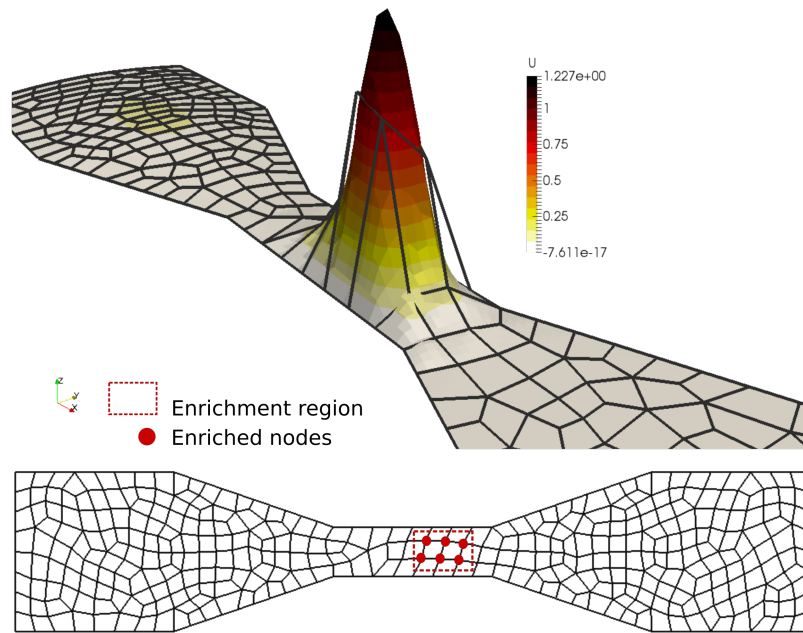 U
1.227e+00
1
0.75
0.5
0.25
-7.611e-17
Z
Y
X
Enrichment region
Enriched nodes